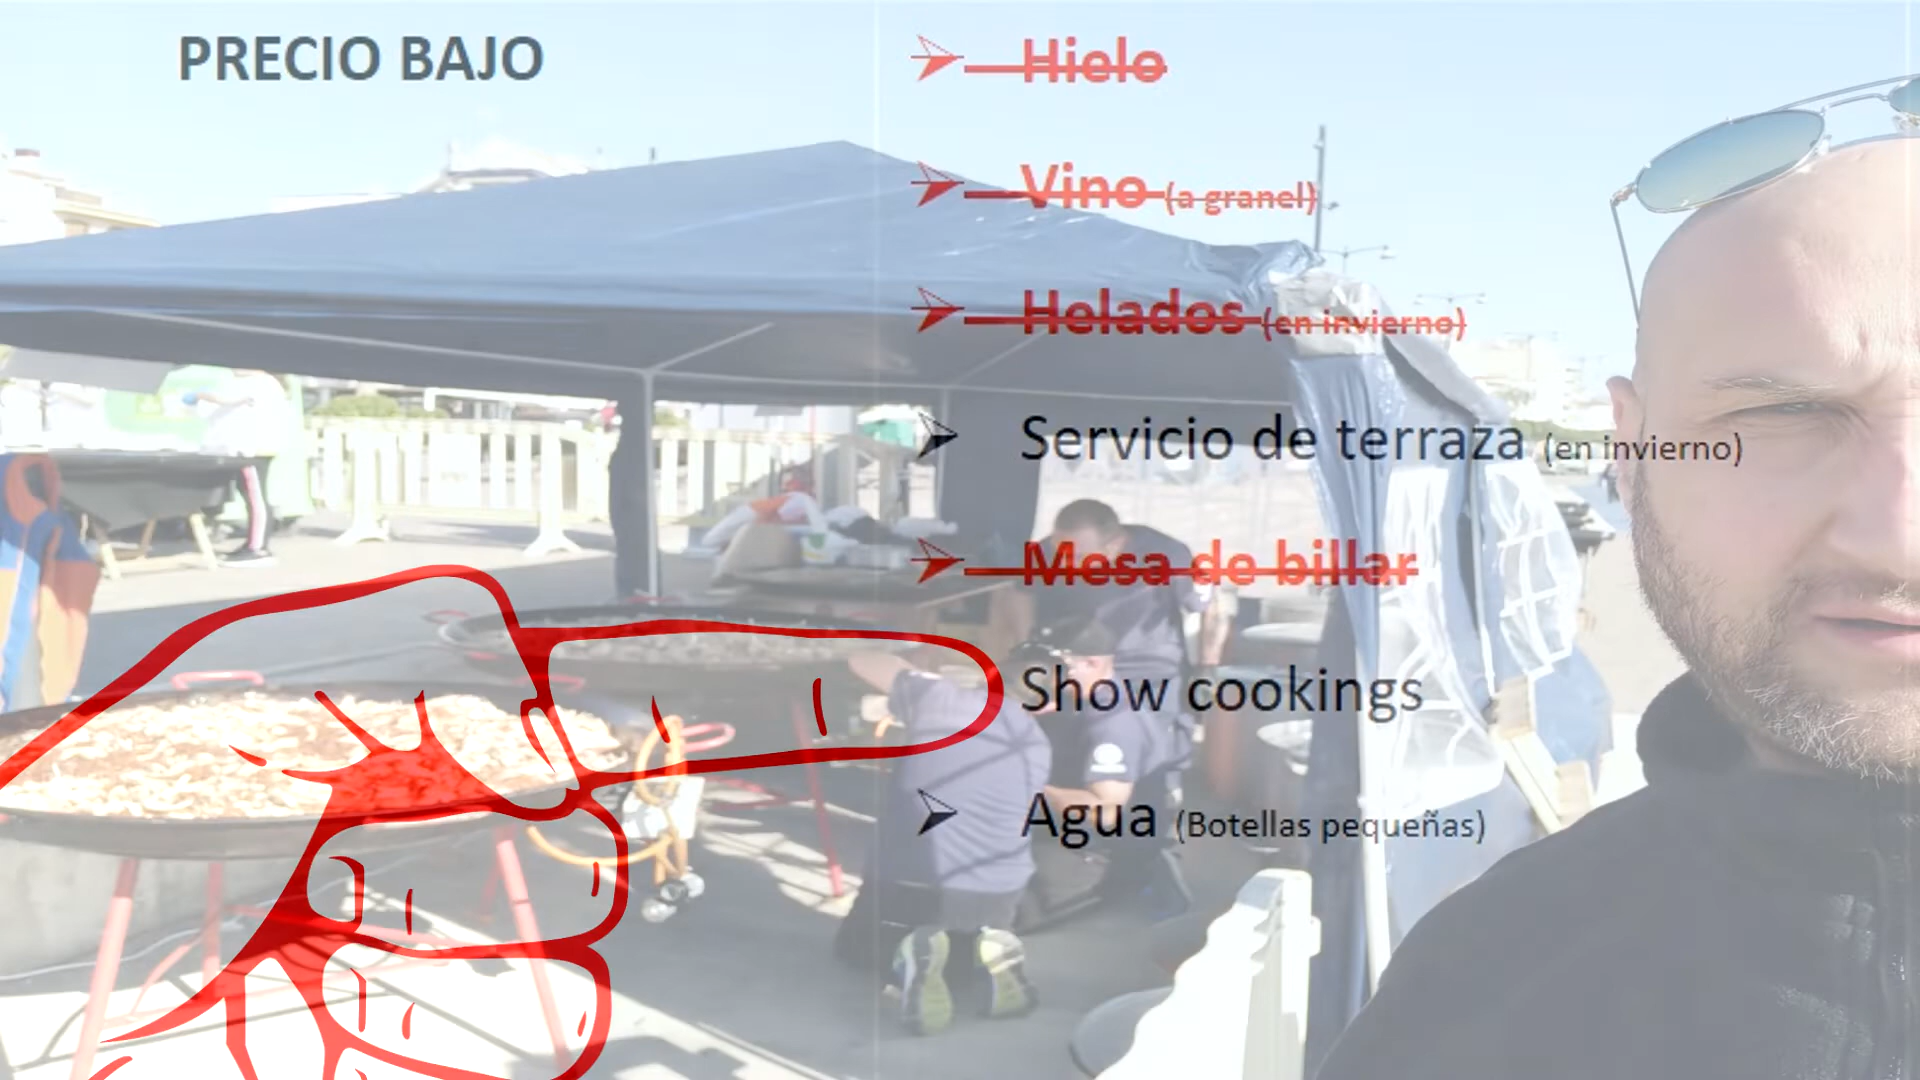 PRECIO BAJO
Hielo
Vino (a granel)
Helados (en invierno)
Servicio de terraza (en invierno)
Mesa de billar
Show cookings
Agua (Botellas pequeñas)